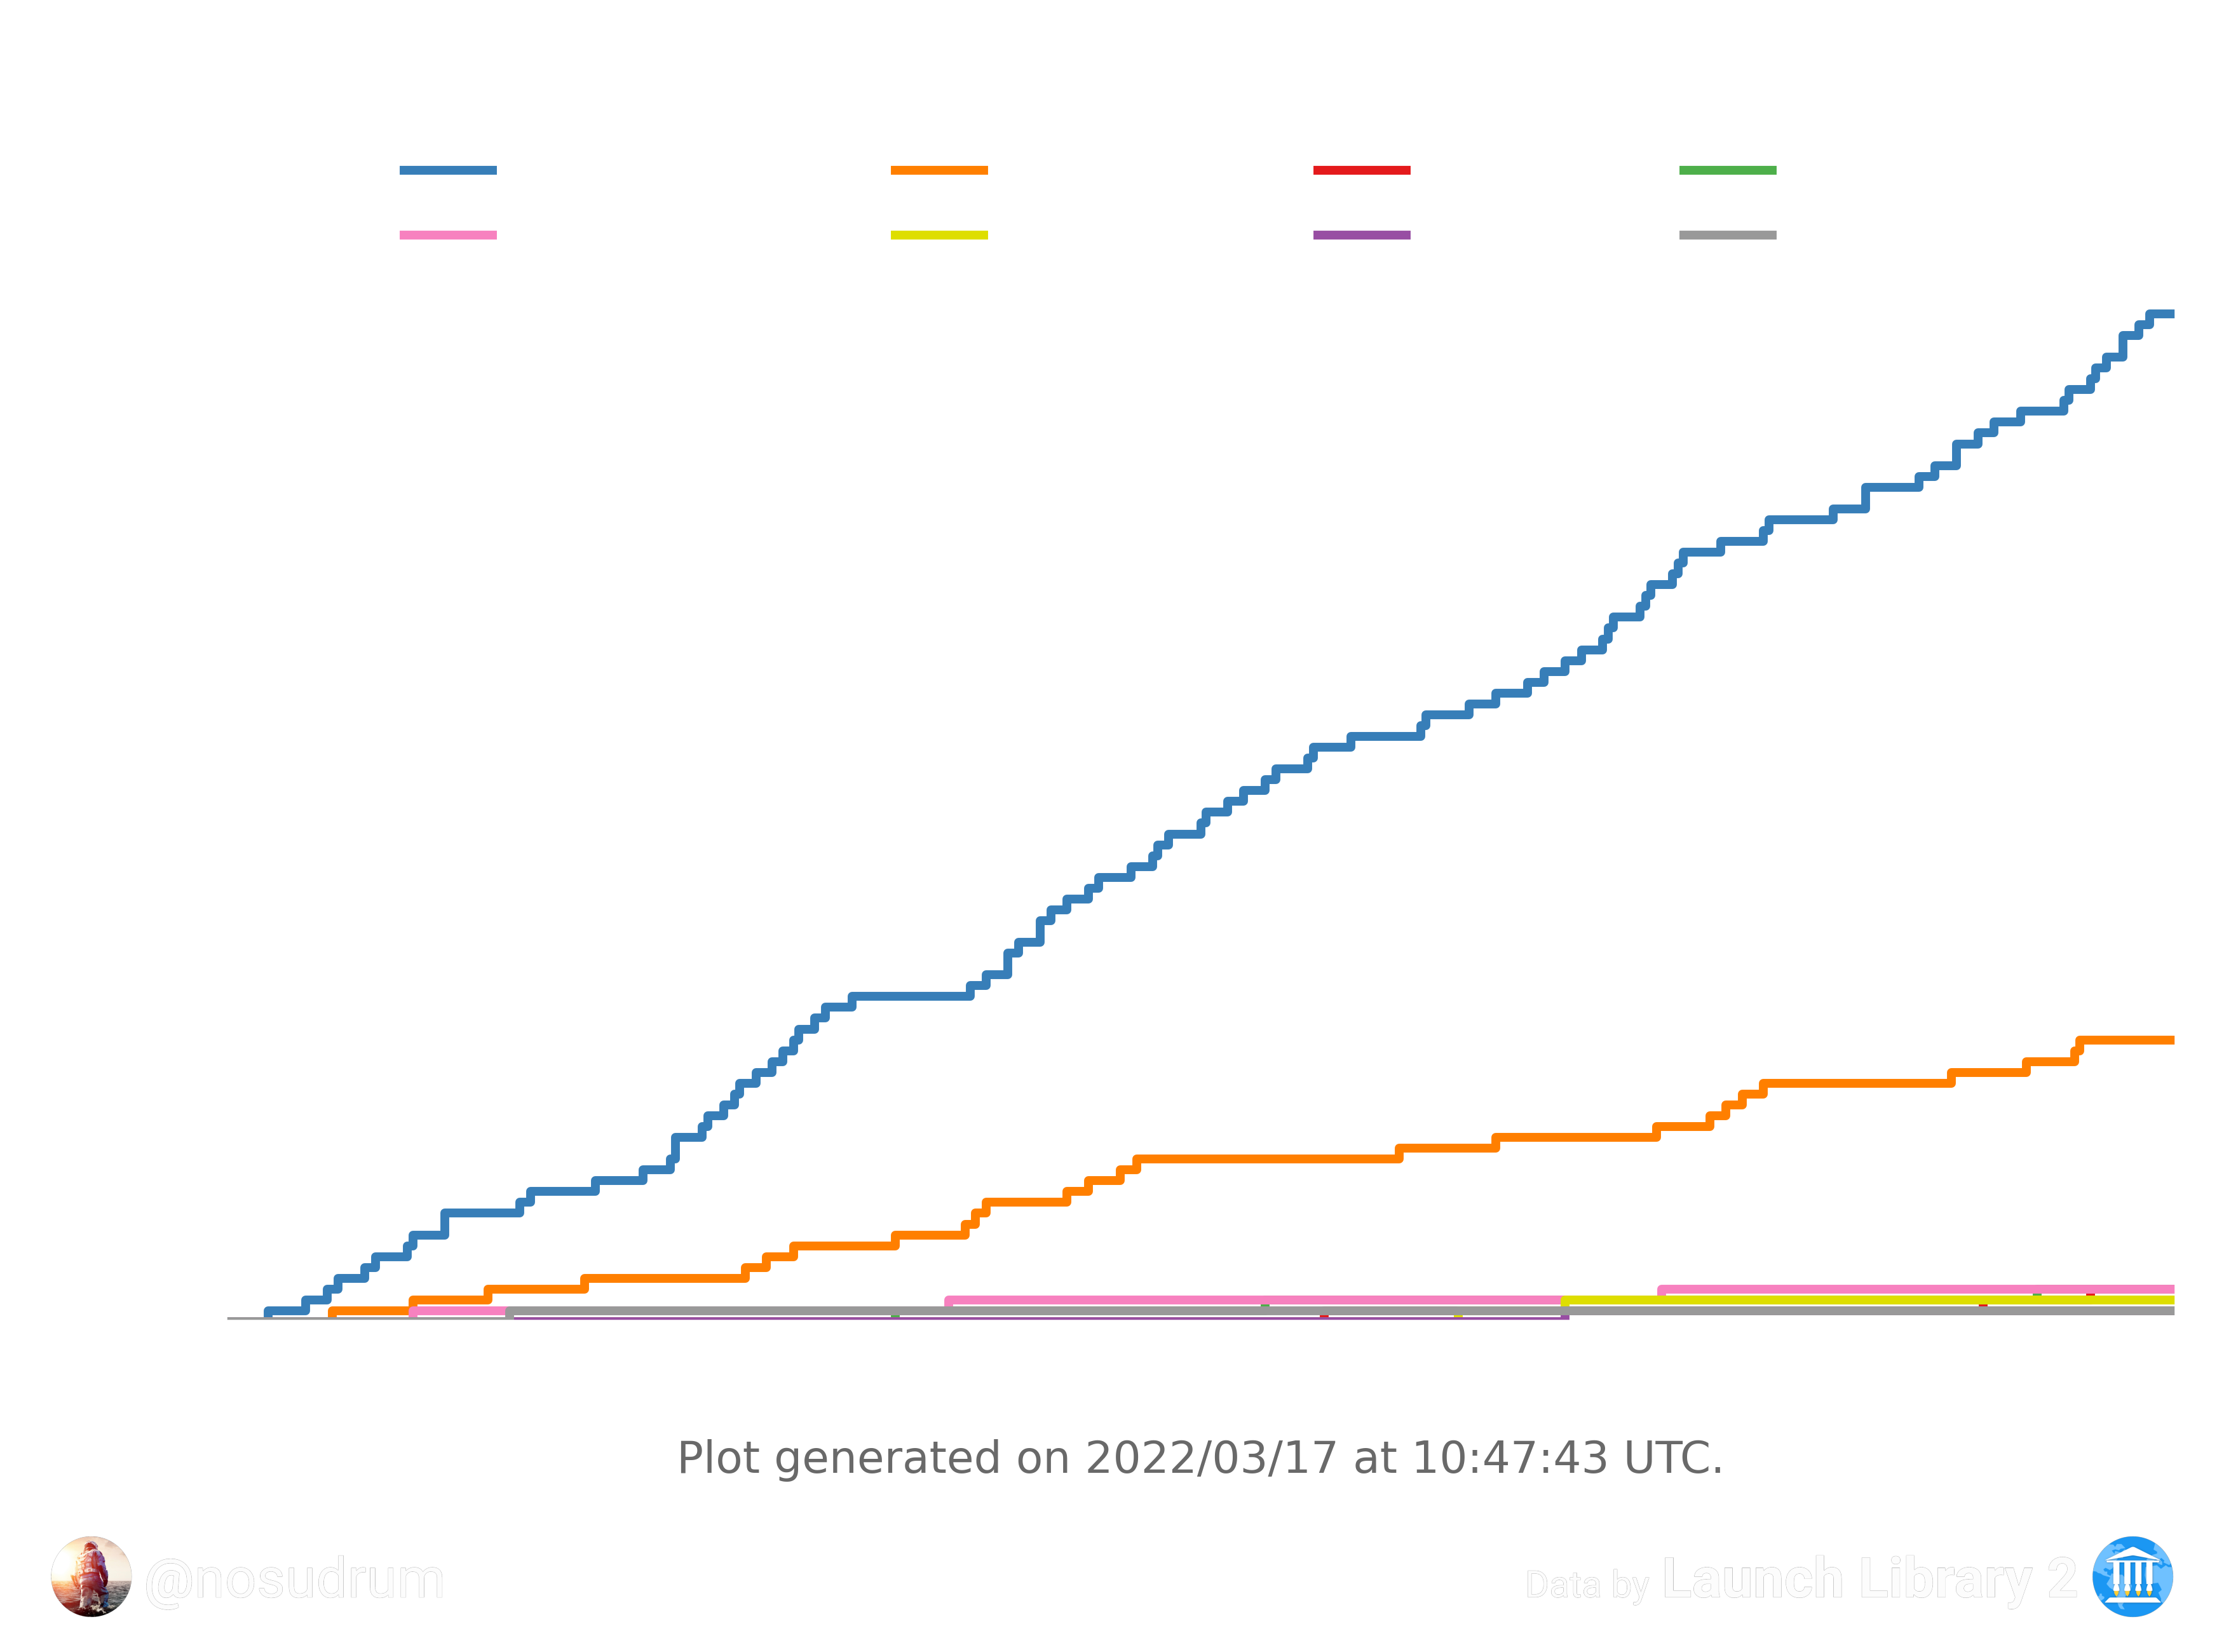 Plot generated on 2022/03/17 at 10:47:43 UTC.
@nosudrum
Data by Launch Library 2